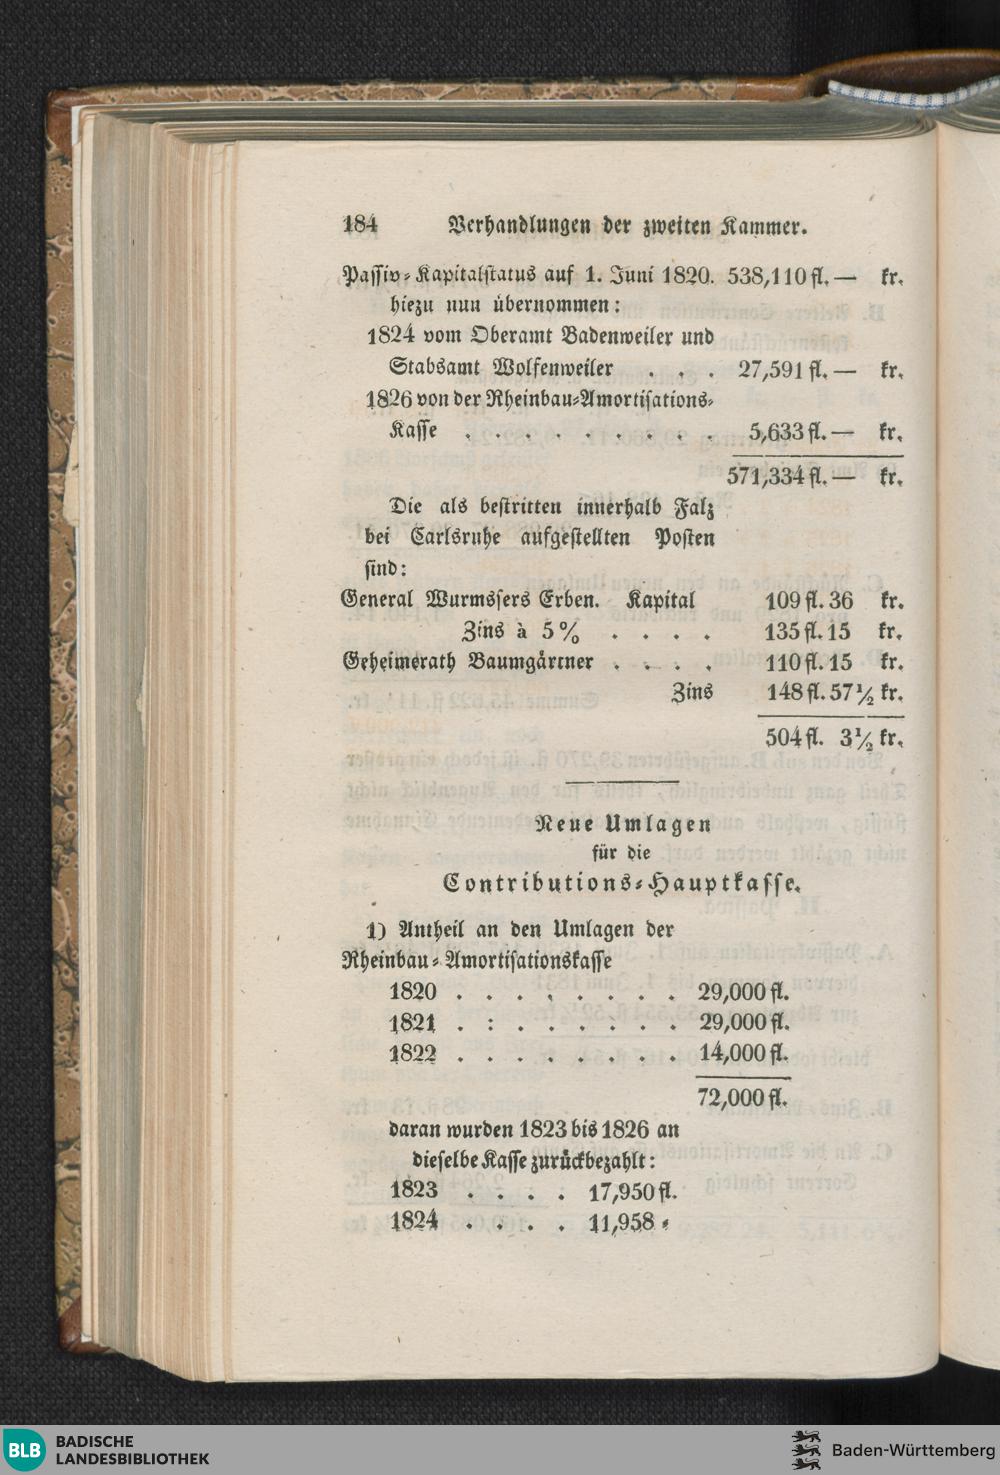 184 Verhandlungen der zweiten Kammer.
Passiv-Kapitalstatus auf 1. Juni 1820. 538,110 fl. — kr.
hiezu nun übernommen:
1824 vom Oberamt Badenweiler und
Stabsamt Wolfenweiler . . . 27,591 fl. — kr.
1826 von der Rheinbau-Amortisations-
Kasse . . . . . . . . . 5,633 fl. — kr.
571,334 fl. — kr.
Die als bestritten innerhalb Falz
bei Carlsruhe aufgestellten Posten
sind:
General Wurmssers Erben. Kapital 109 fl. 36 kr.
Zins à 5 % . . . . 135 fl. 15 kr.
Geheimerath Baumgärtner . . . . 110 fl. 15 kr.
Zins 148 fl. 57½ kr.
504 fl. 3½ kr.
Neue Umlagen
für die
Contributions-Hauptkasse.
1) Antheil an den Umlagen der
Rheinbau-Amortisationskasse
1820 . . . . . . . . 29,000 fl.
1821 . : . . . . . . 29,000 fl.
1822 . . . . . . . . 14,000 fl.
72,000 fl.
daran wurden 1823 bis 1826 an
dieselbe Kasse zurückbezahlt:
1823 . . . . 17,950 fl.
1824 . . . . 11,958 „
BLB BADISCHE LANDESBIBLIOTHEK
Baden-Württemberg